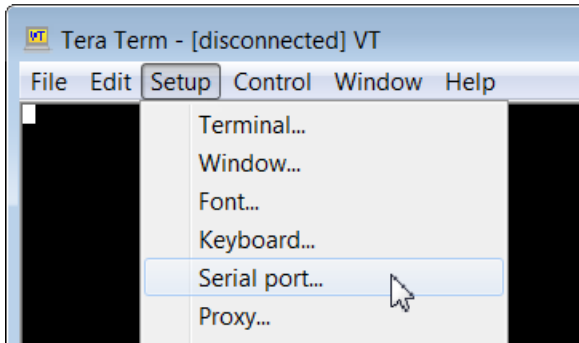 VT Tera Term - [disconnected] VT
File Edit Setup Control Window Help
Terminal...
Window...
Font...
Keyboard...
Serial port...
Proxy...